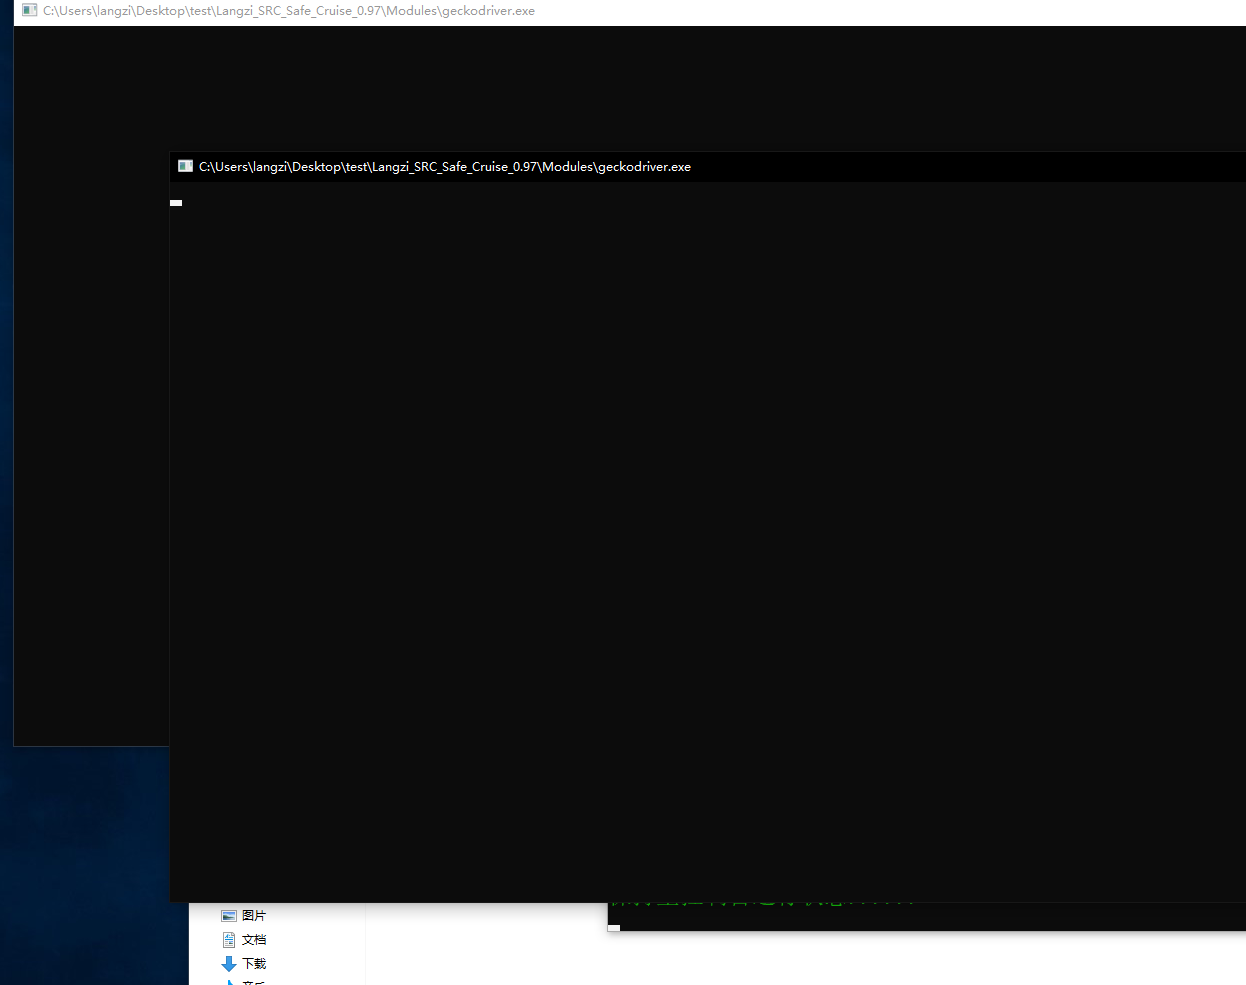 C:\Users\langzi\Desktop\test\Langzi_SRC_Safe_Cruise_0.97\Modules\geckodriver.exe
C:\Users\langzi\Desktop\test\Langzi_SRC_Safe_Cruise_0.97\Modules\geckodriver.exe
图片
文档
下载